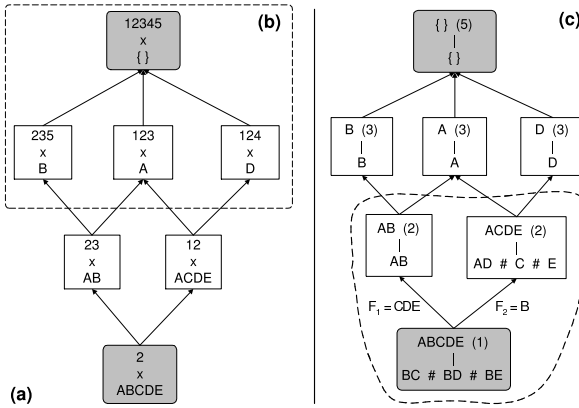 12345
x
{ }
(b)
235
x
B
123
x
A
124
x
D
23
x
AB
12
x
ACDE
2
x
ABCDE
(a)
{ } (5)
{ }
(c)
B (3)
B
A (3)
A
D (3)
D
AB (2)
AB
ACDE (2)
AD # C # E
F1 = CDE
F2 = B
ABCDE (1)
BC # BD # BE